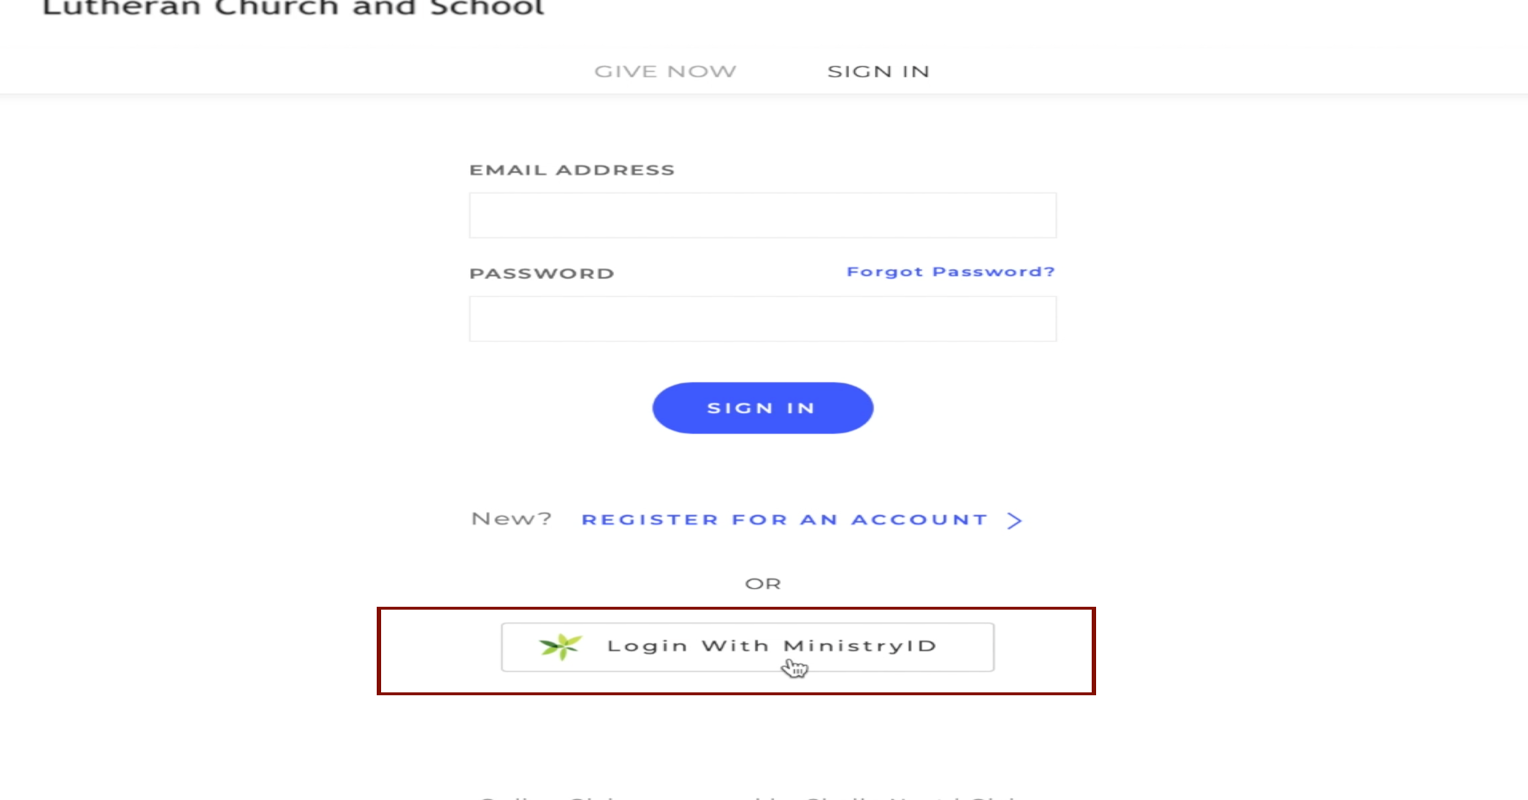 Lutheran Church and School
GIVE NOW SIGN IN
EMAIL ADDRESS
PASSWORD Forgot Password?
SIGN IN
New? REGISTER FOR AN ACCOUNT
OR
Login With MinistryID